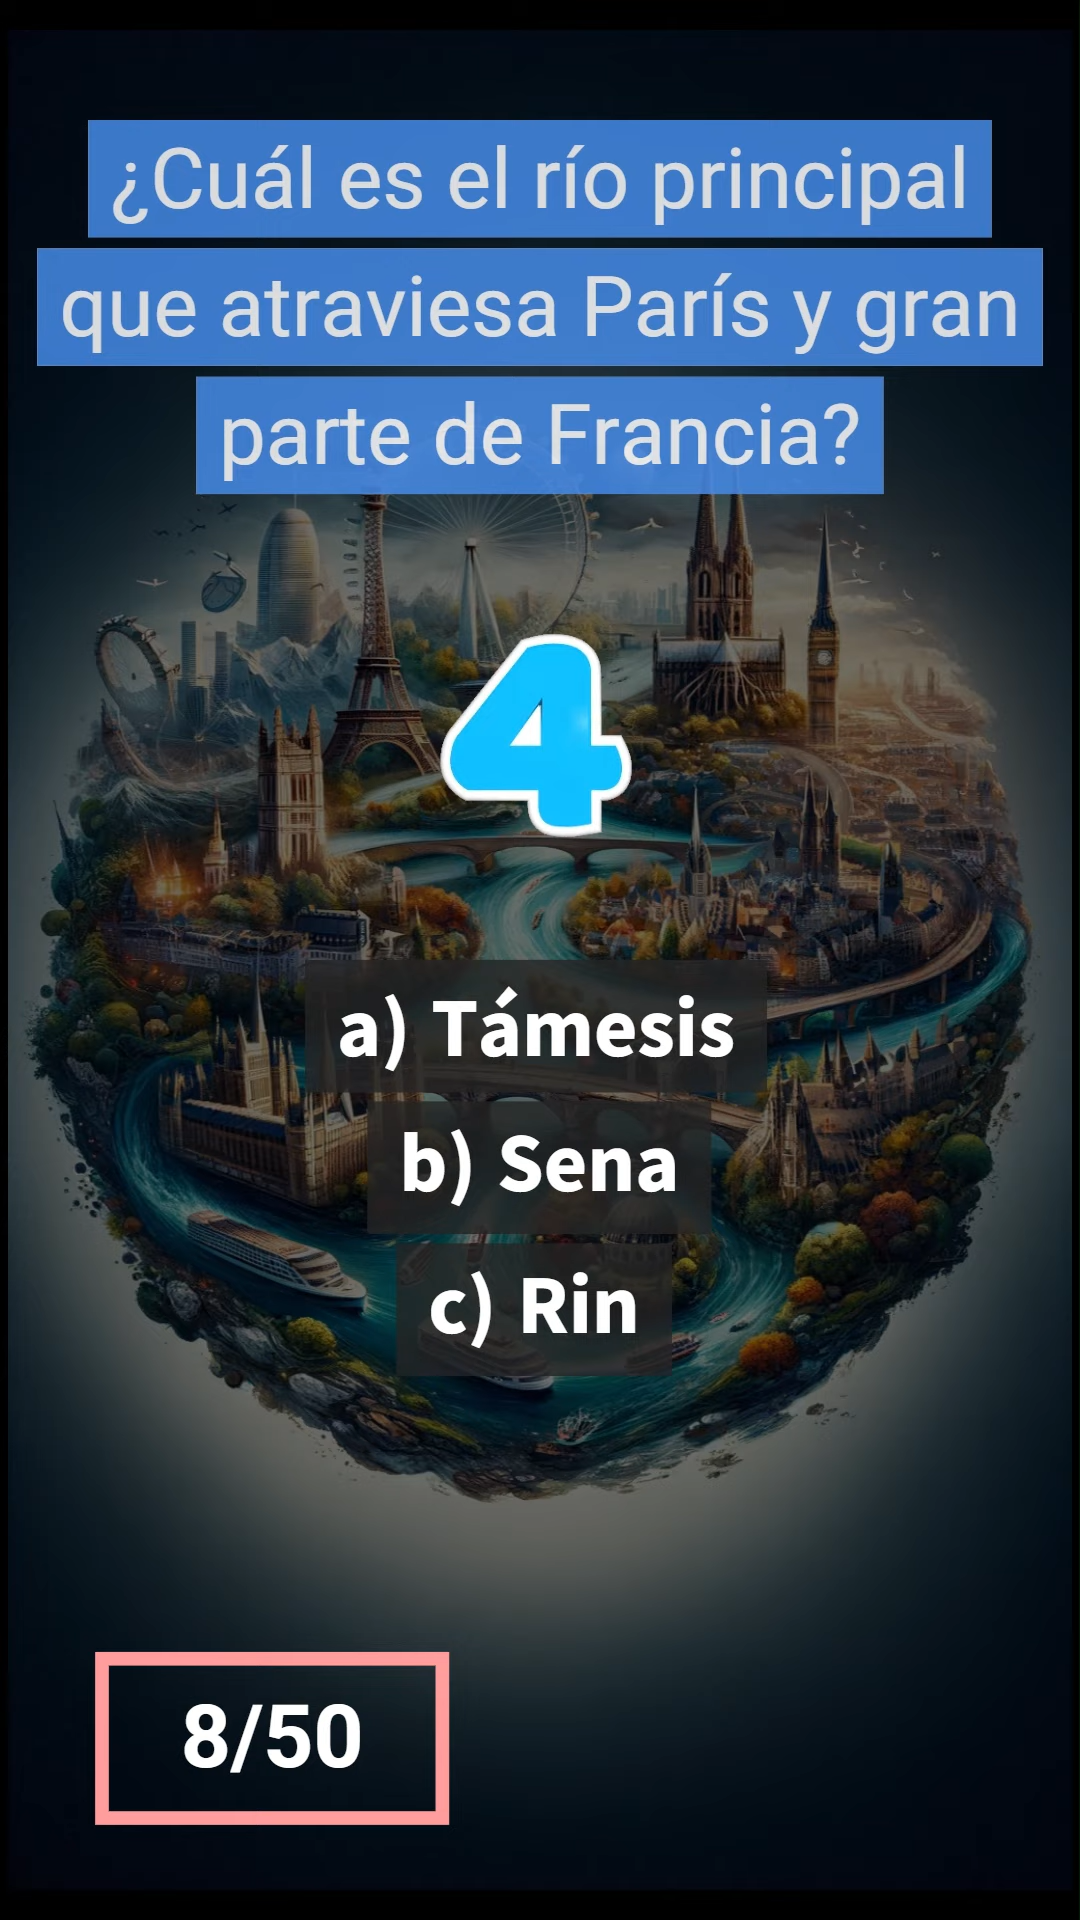 ¿Cuál es el río principal
que atraviesa París y gran
parte de Francia?
4
a) Támesis
b) Sena
c) Rin
8/50